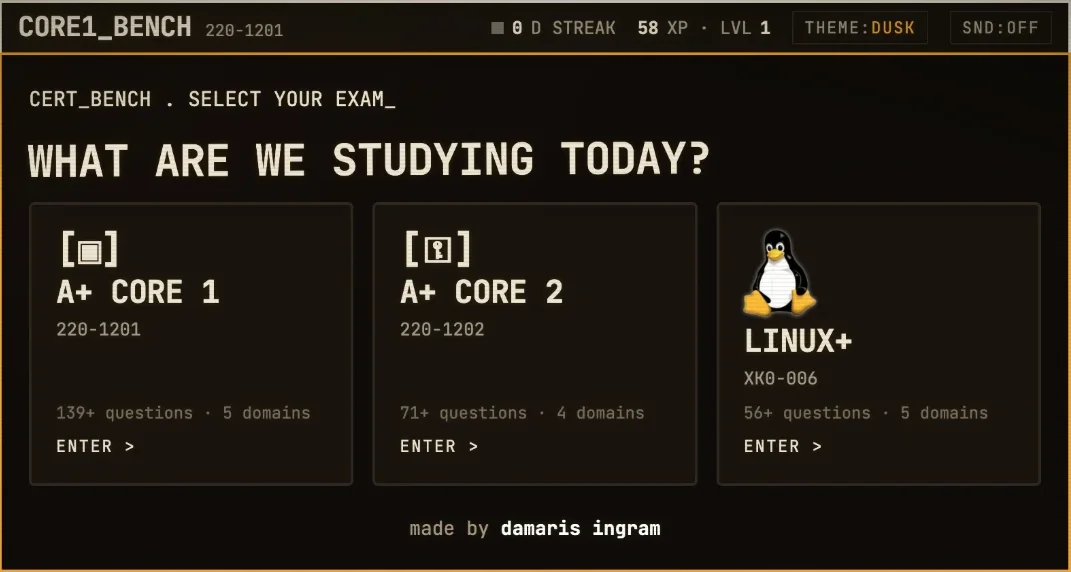 CORE1_BENCH 220-1201 0 D STREAK 58 XP · LVL 1 THEME:DUSK SND:OFF
CERT_BENCH . SELECT YOUR EXAM_
WHAT ARE WE STUDYING TODAY?
A+ CORE 1
220-1201
139+ questions · 5 domains
ENTER >
A+ CORE 2
220-1202
71+ questions · 4 domains
ENTER >
LINUX+
XK0-006
56+ questions · 5 domains
ENTER >
made by damaris ingram